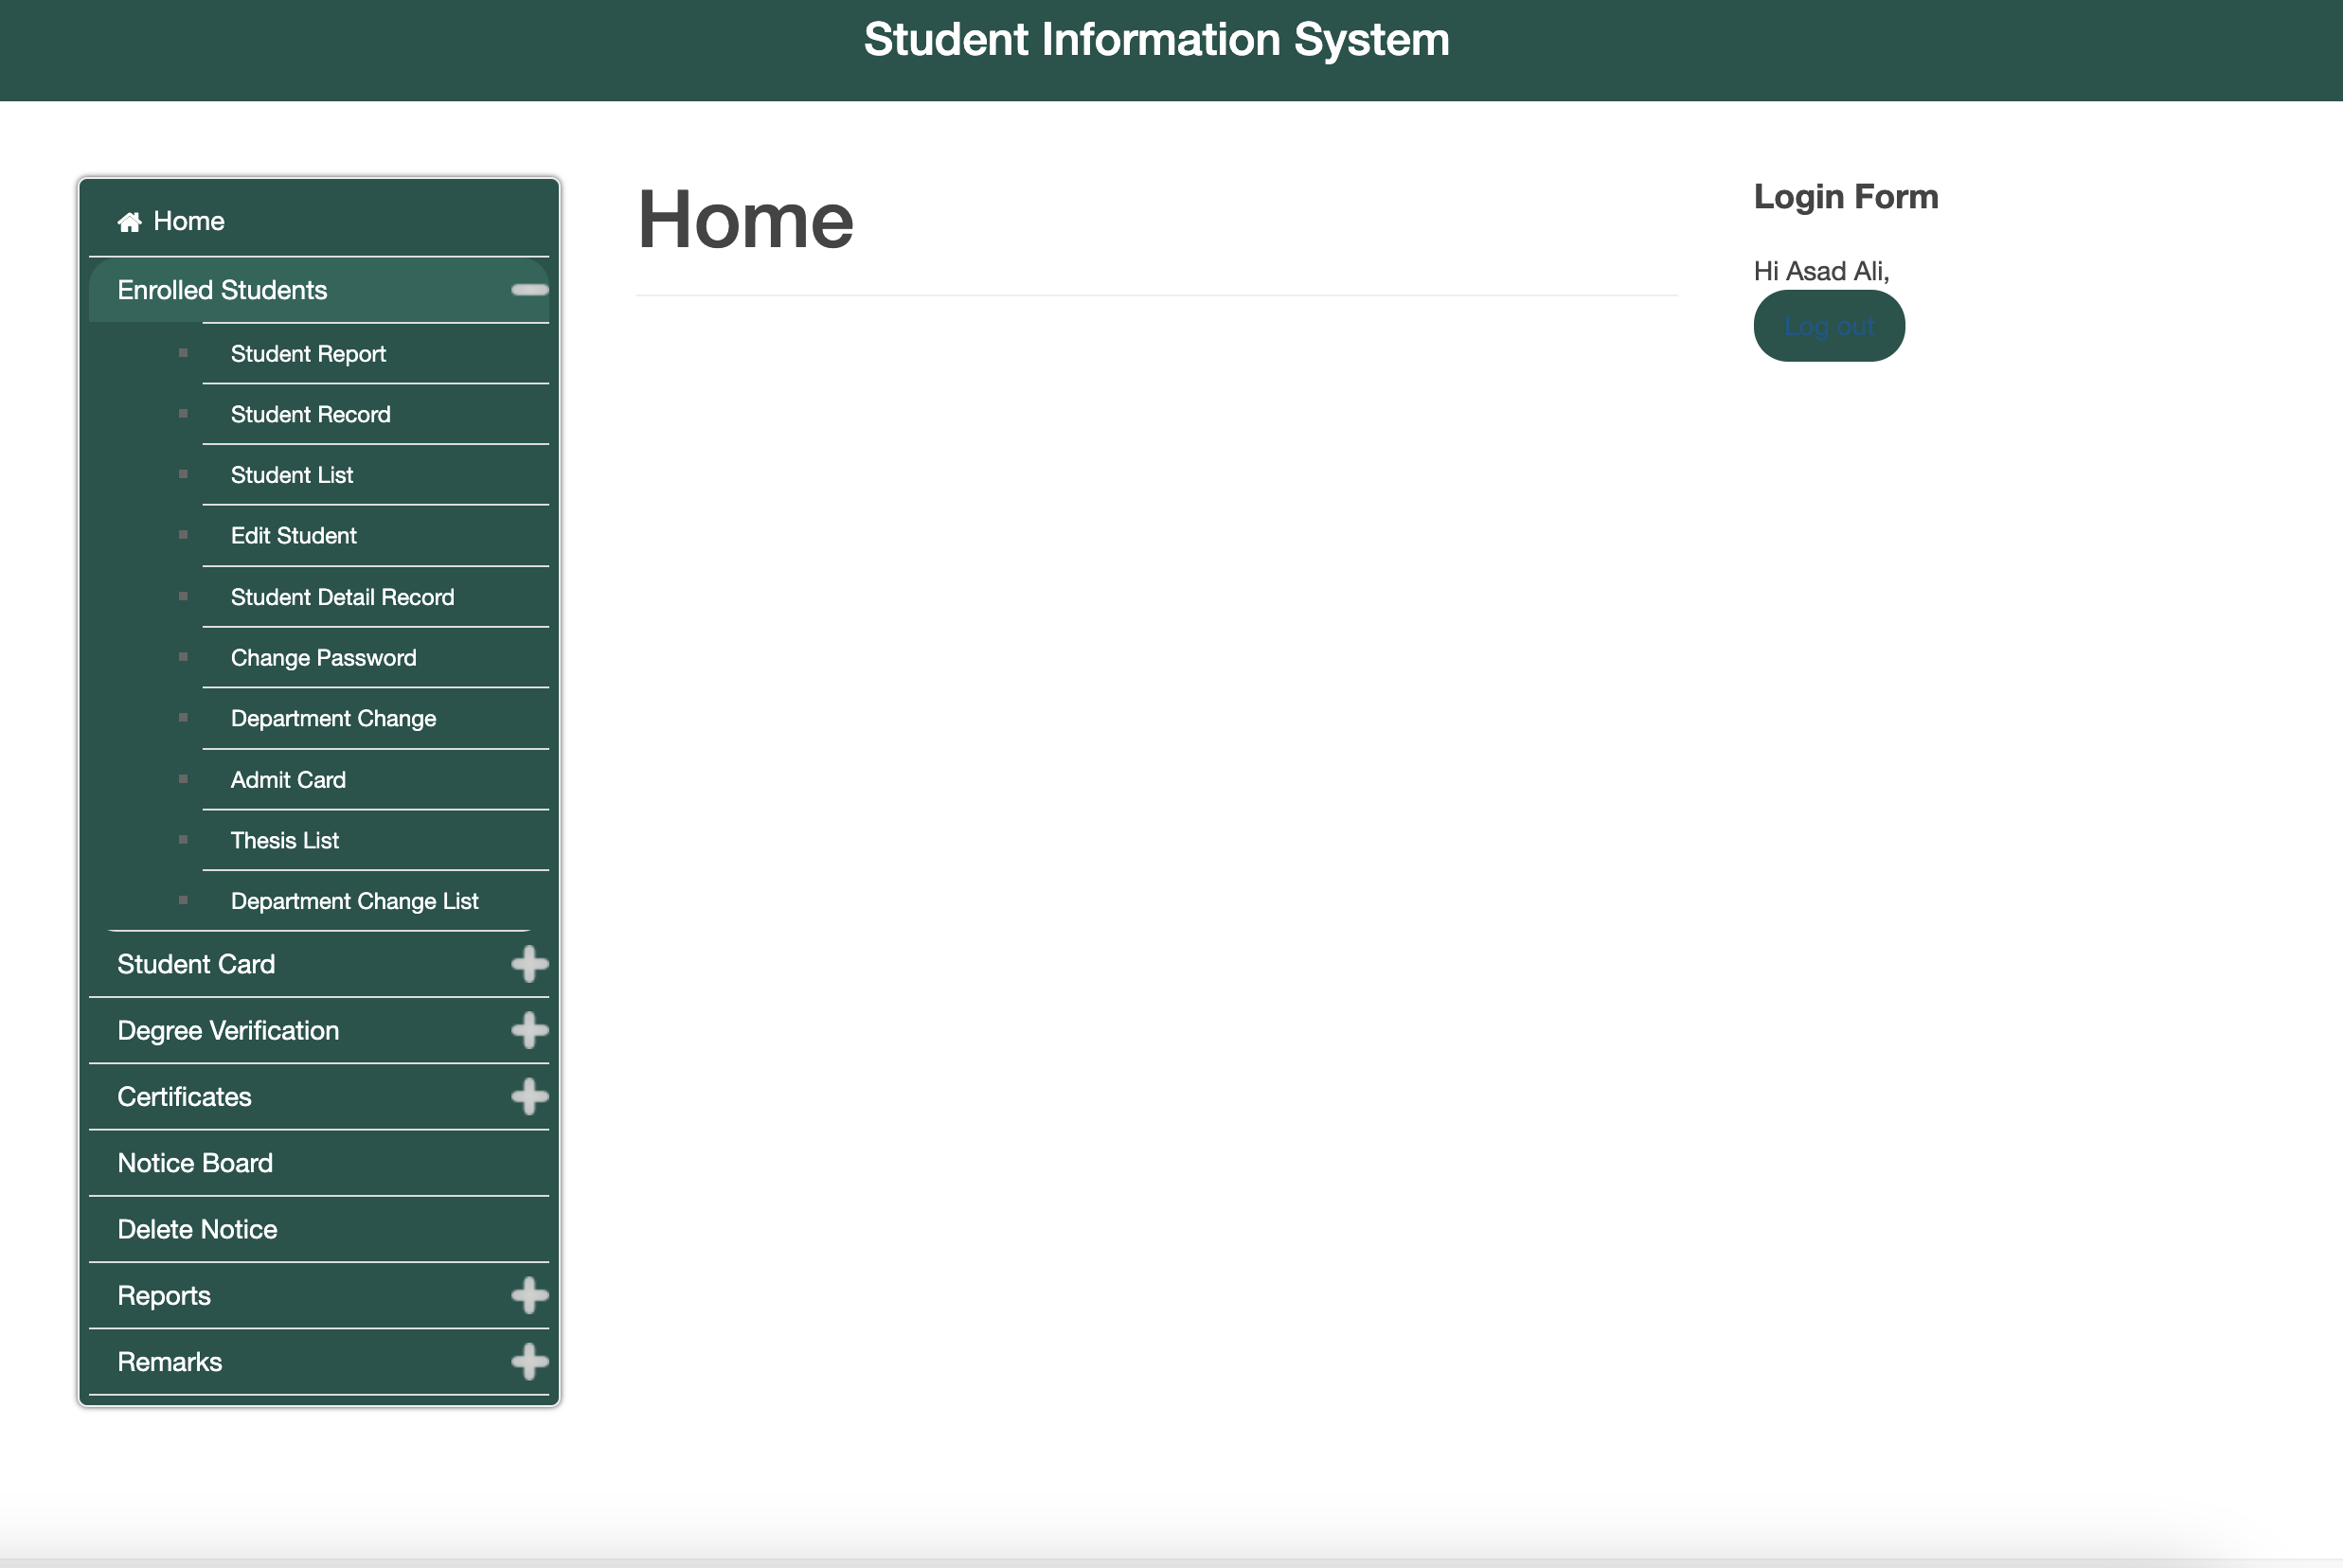 Student Information System
Home
Enrolled Students
Student Report
Student Record
Student List
Edit Student
Student Detail Record
Change Password
Department Change
Admit Card
Thesis List
Department Change List
Student Card
Degree Verification
Certificates
Notice Board
Delete Notice
Reports
Remarks
Home
Login Form
Hi Asad Ali,
Log out